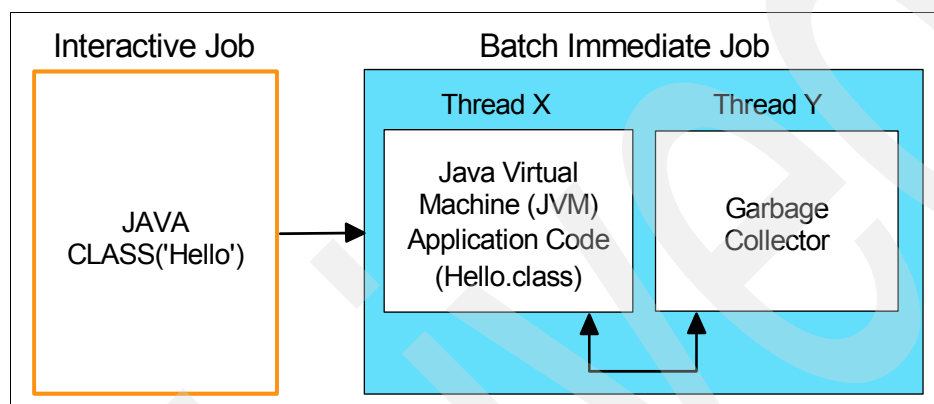 Interactive Job
Batch Immediate Job
JAVA
CLASS('Hello')
Thread X
Java Virtual
Machine (JVM)
Application Code
(Hello.class)
Thread Y
Garbage
Collector